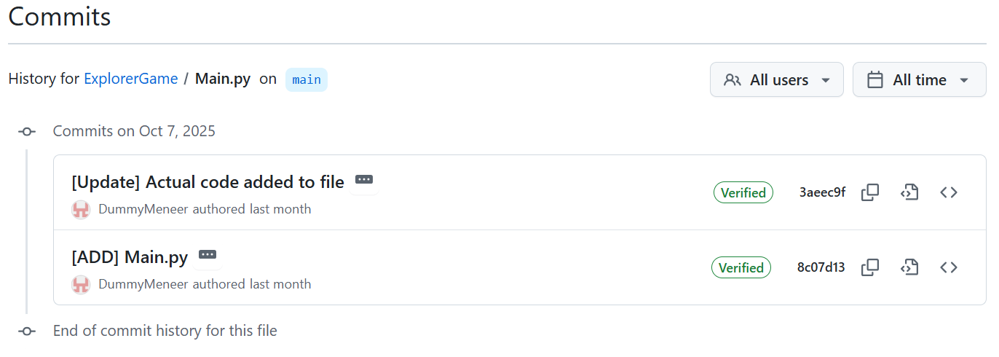 Commits
History for ExplorerGame / Main.py on main
All users
All time
Commits on Oct 7, 2025
[Update] Actual code added to file
Verified
3aeec9f
DummyMeneer authored last month
[ADD] Main.py
Verified
8c07d13
DummyMeneer authored last month
End of commit history for this file